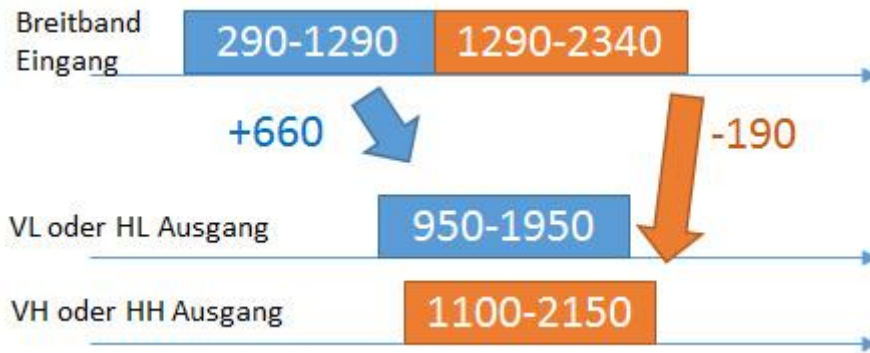 Breitband
Eingang
290-1290
1290-2340
+660
-190
VL oder HL Ausgang
950-1950
VH oder HH Ausgang
1100-2150